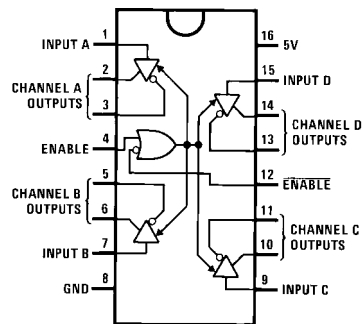 1
INPUT A
2
CHANNEL A
OUTPUTS
3
4
ENABLE
5
CHANNEL B
OUTPUTS
6
7
INPUT B
8
GND
16
5V
15
INPUT D
14
CHANNEL D
OUTPUTS
13
12
ENABLE
11
CHANNEL C
OUTPUTS
10
9
INPUT C